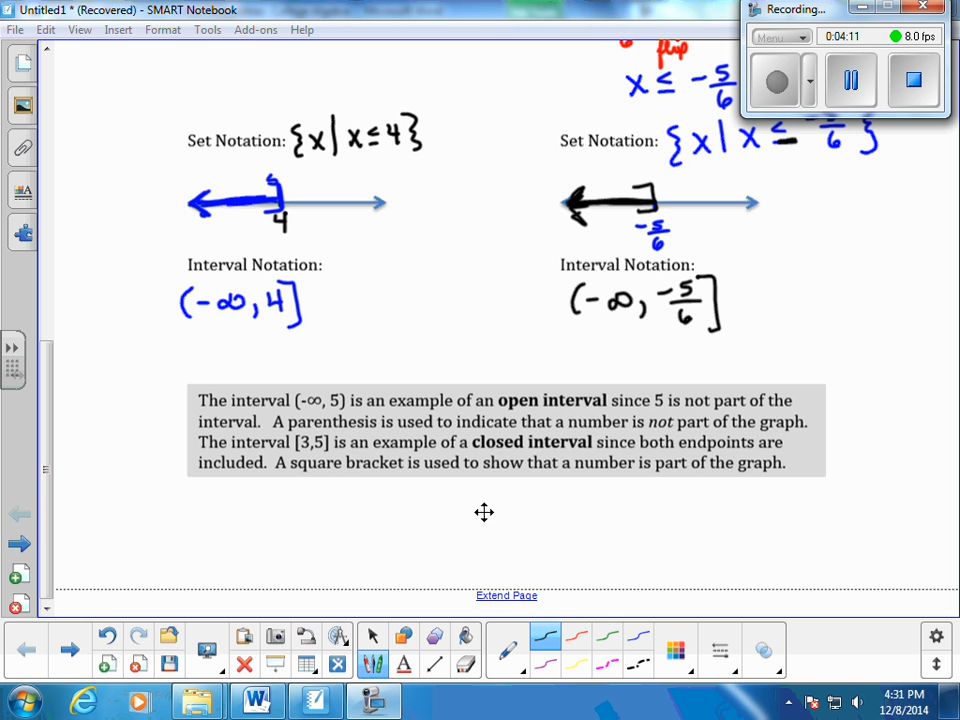 Untitled1 * (Recovered) - SMART Notebook
File Edit View Insert Format Tools Add-ons Help
Recording...
Menu 0:04:11 8.0 fps
flip
x ≤ -5/6
Set Notation: {x | x ≤ 4}
Set Notation: {x | x ≤ -5/6}
4
-5/6
Interval Notation:
Interval Notation:
(-∞, 4]
(-∞, -5/6]
The interval (-∞, 5) is an example of an open interval since 5 is not part of the
interval. A parenthesis is used to indicate that a number is not part of the graph.
The interval [3,5] is an example of a closed interval since both endpoints are
included. A square bracket is used to show that a number is part of the graph.
Extend Page
4:31 PM
12/8/2014